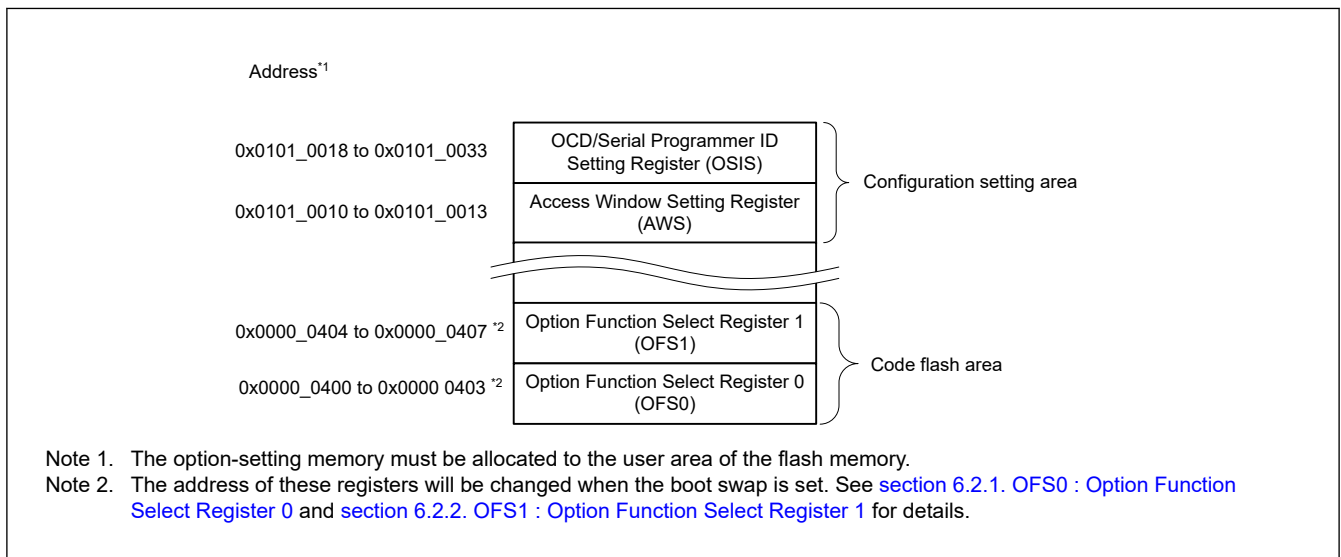 Address*1
0x0101_0018 to 0x0101_0033
OCD/Serial Programmer ID
Setting Register (OSIS)
Configuration setting area
0x0101_0010 to 0x0101_0013
Access Window Setting Register
(AWS)
0x0000_0404 to 0x0000_0407 *2
Option Function Select Register 1
(OFS1)
Code flash area
0x0000_0400 to 0x0000 0403 *2
Option Function Select Register 0
(OFS0)
Note 1. The option-setting memory must be allocated to the user area of the flash memory.
Note 2. The address of these registers will be changed when the boot swap is set. See section 6.2.1. OFS0 : Option Function
Select Register 0 and section 6.2.2. OFS1 : Option Function Select Register 1 for details.